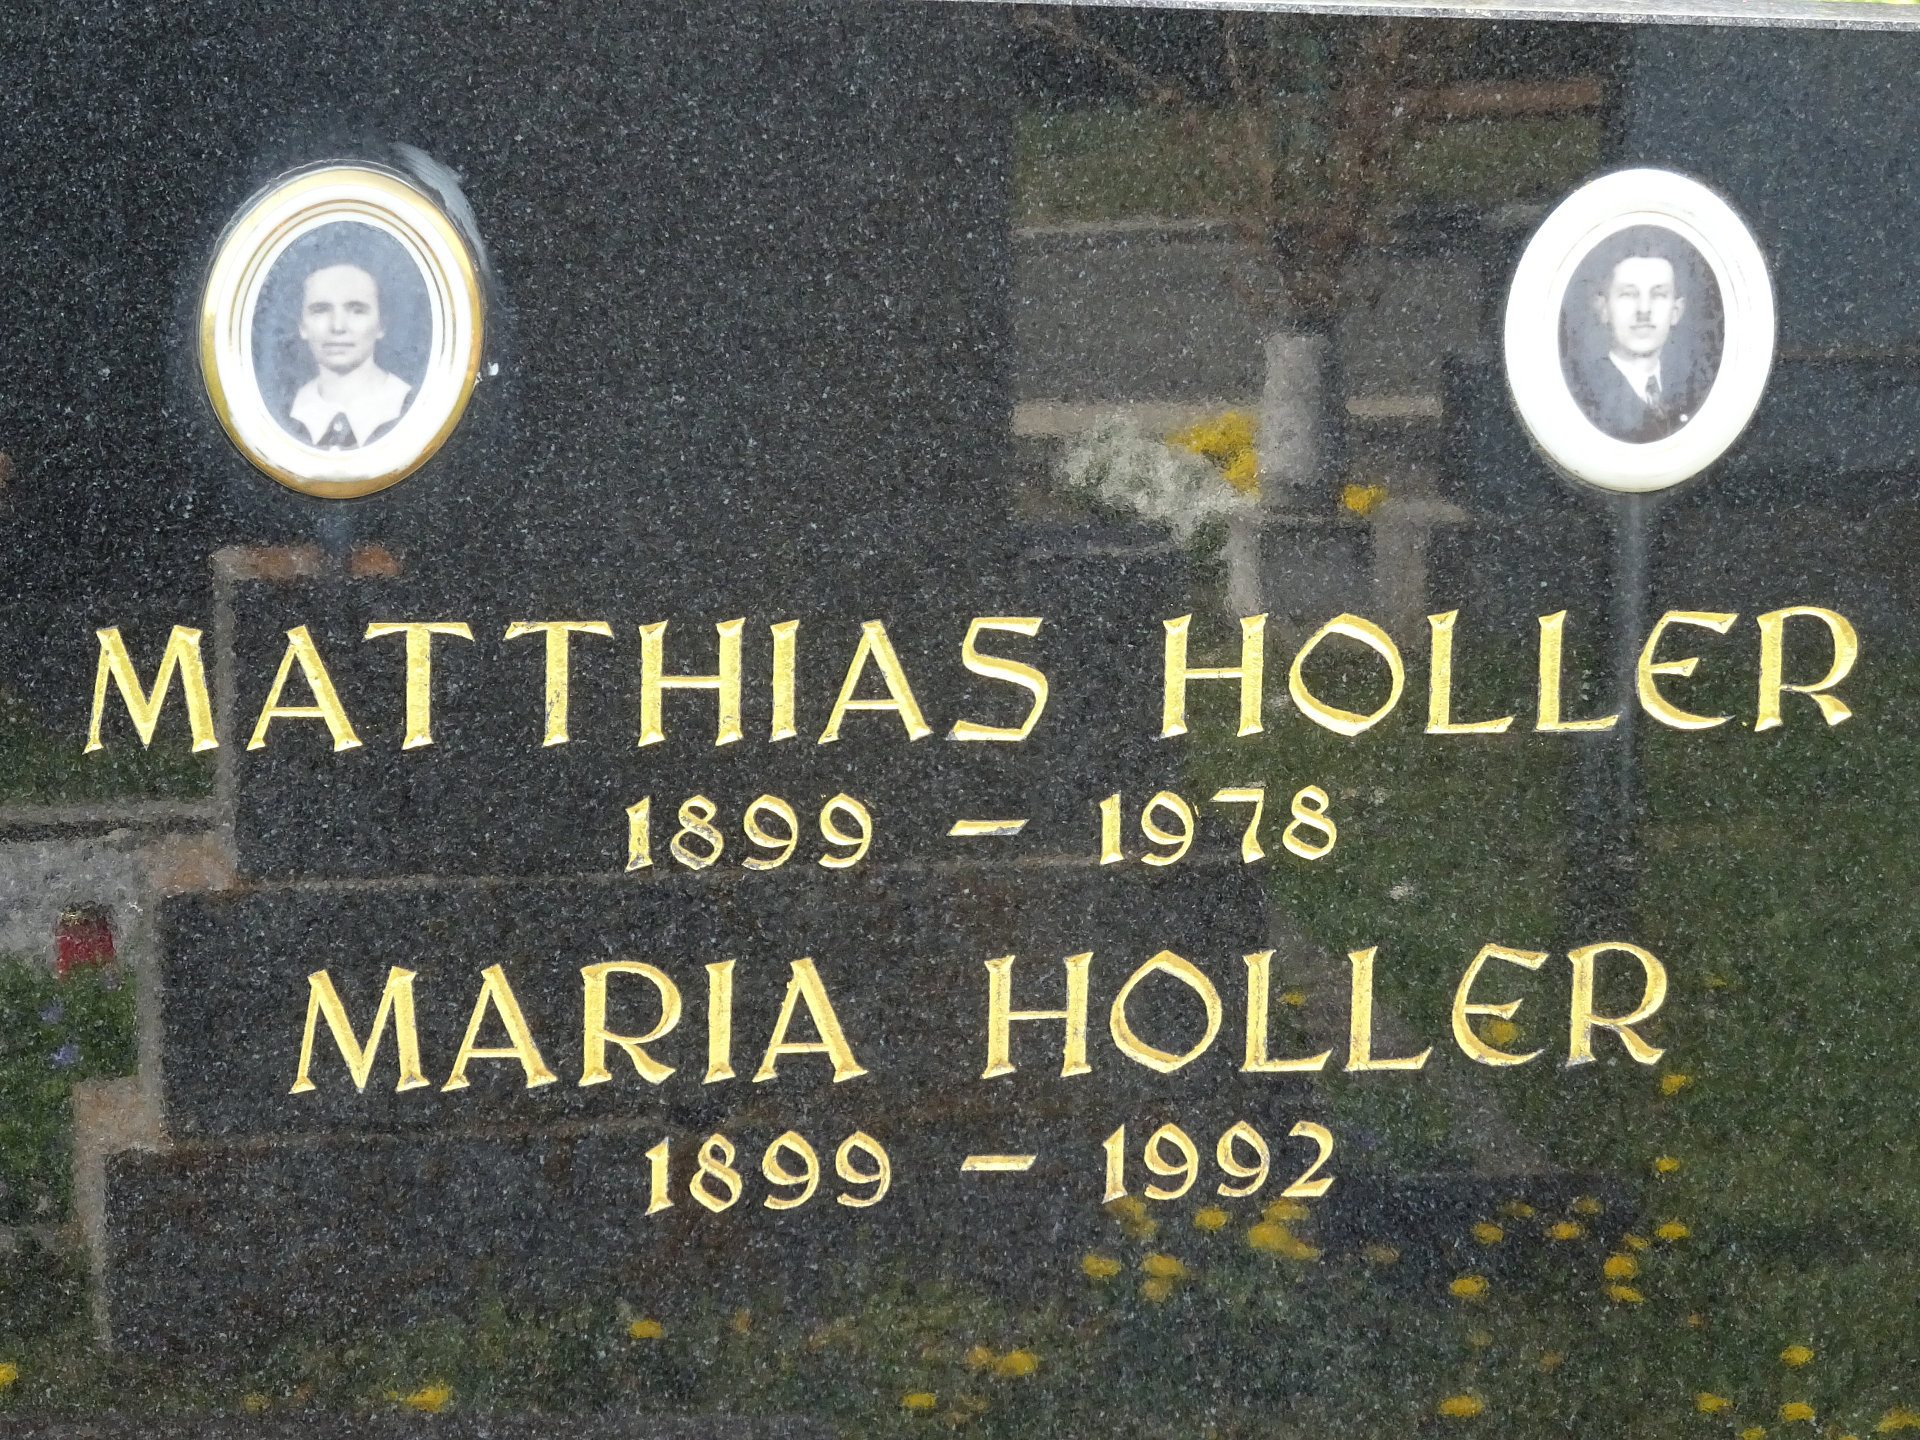 MATTHIAS HOLLER
1899 – 1978
MARIA HOLLER
1899 – 1992